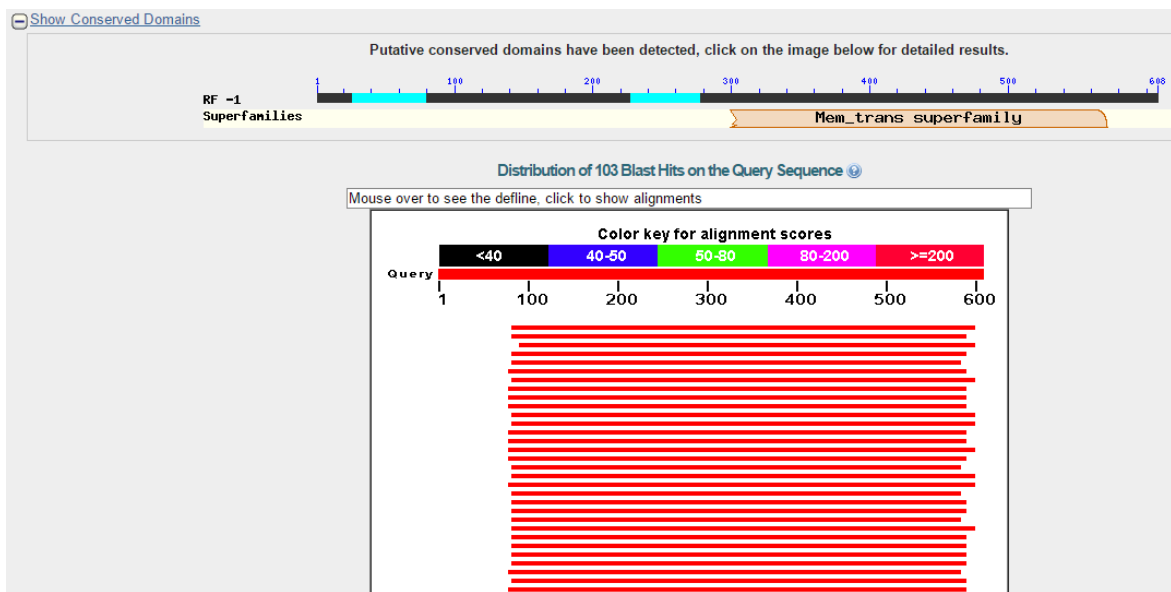 Show Conserved Domains
Putative conserved domains have been detected, click on the image below for detailed results.
1 100 200 300 400 500 608
RF -1
Superfamilies Mem_trans superfamily
Distribution of 103 Blast Hits on the Query Sequence
Mouse over to see the defline, click to show alignments
Color key for alignment scores
<40 40-50 50-80 80-200 >=200
Query
1 100 200 300 400 500 600